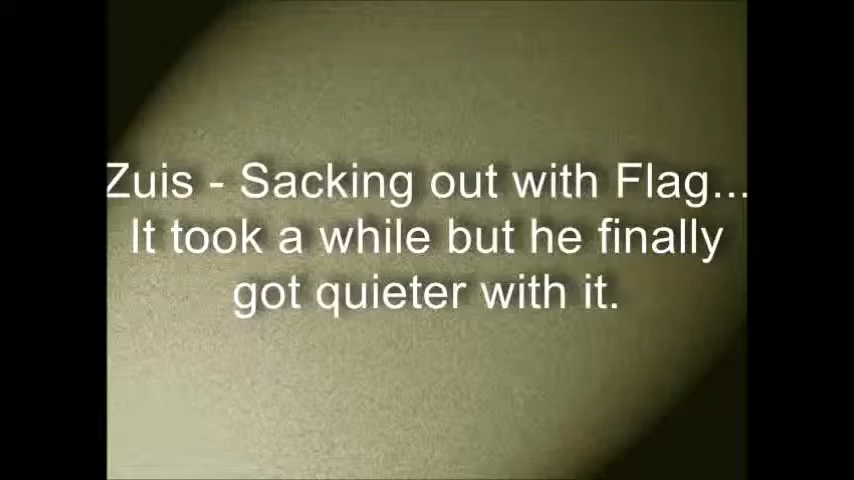 Zuis - Sacking out with Flag...
It took a while but he finally
got quieter with it.